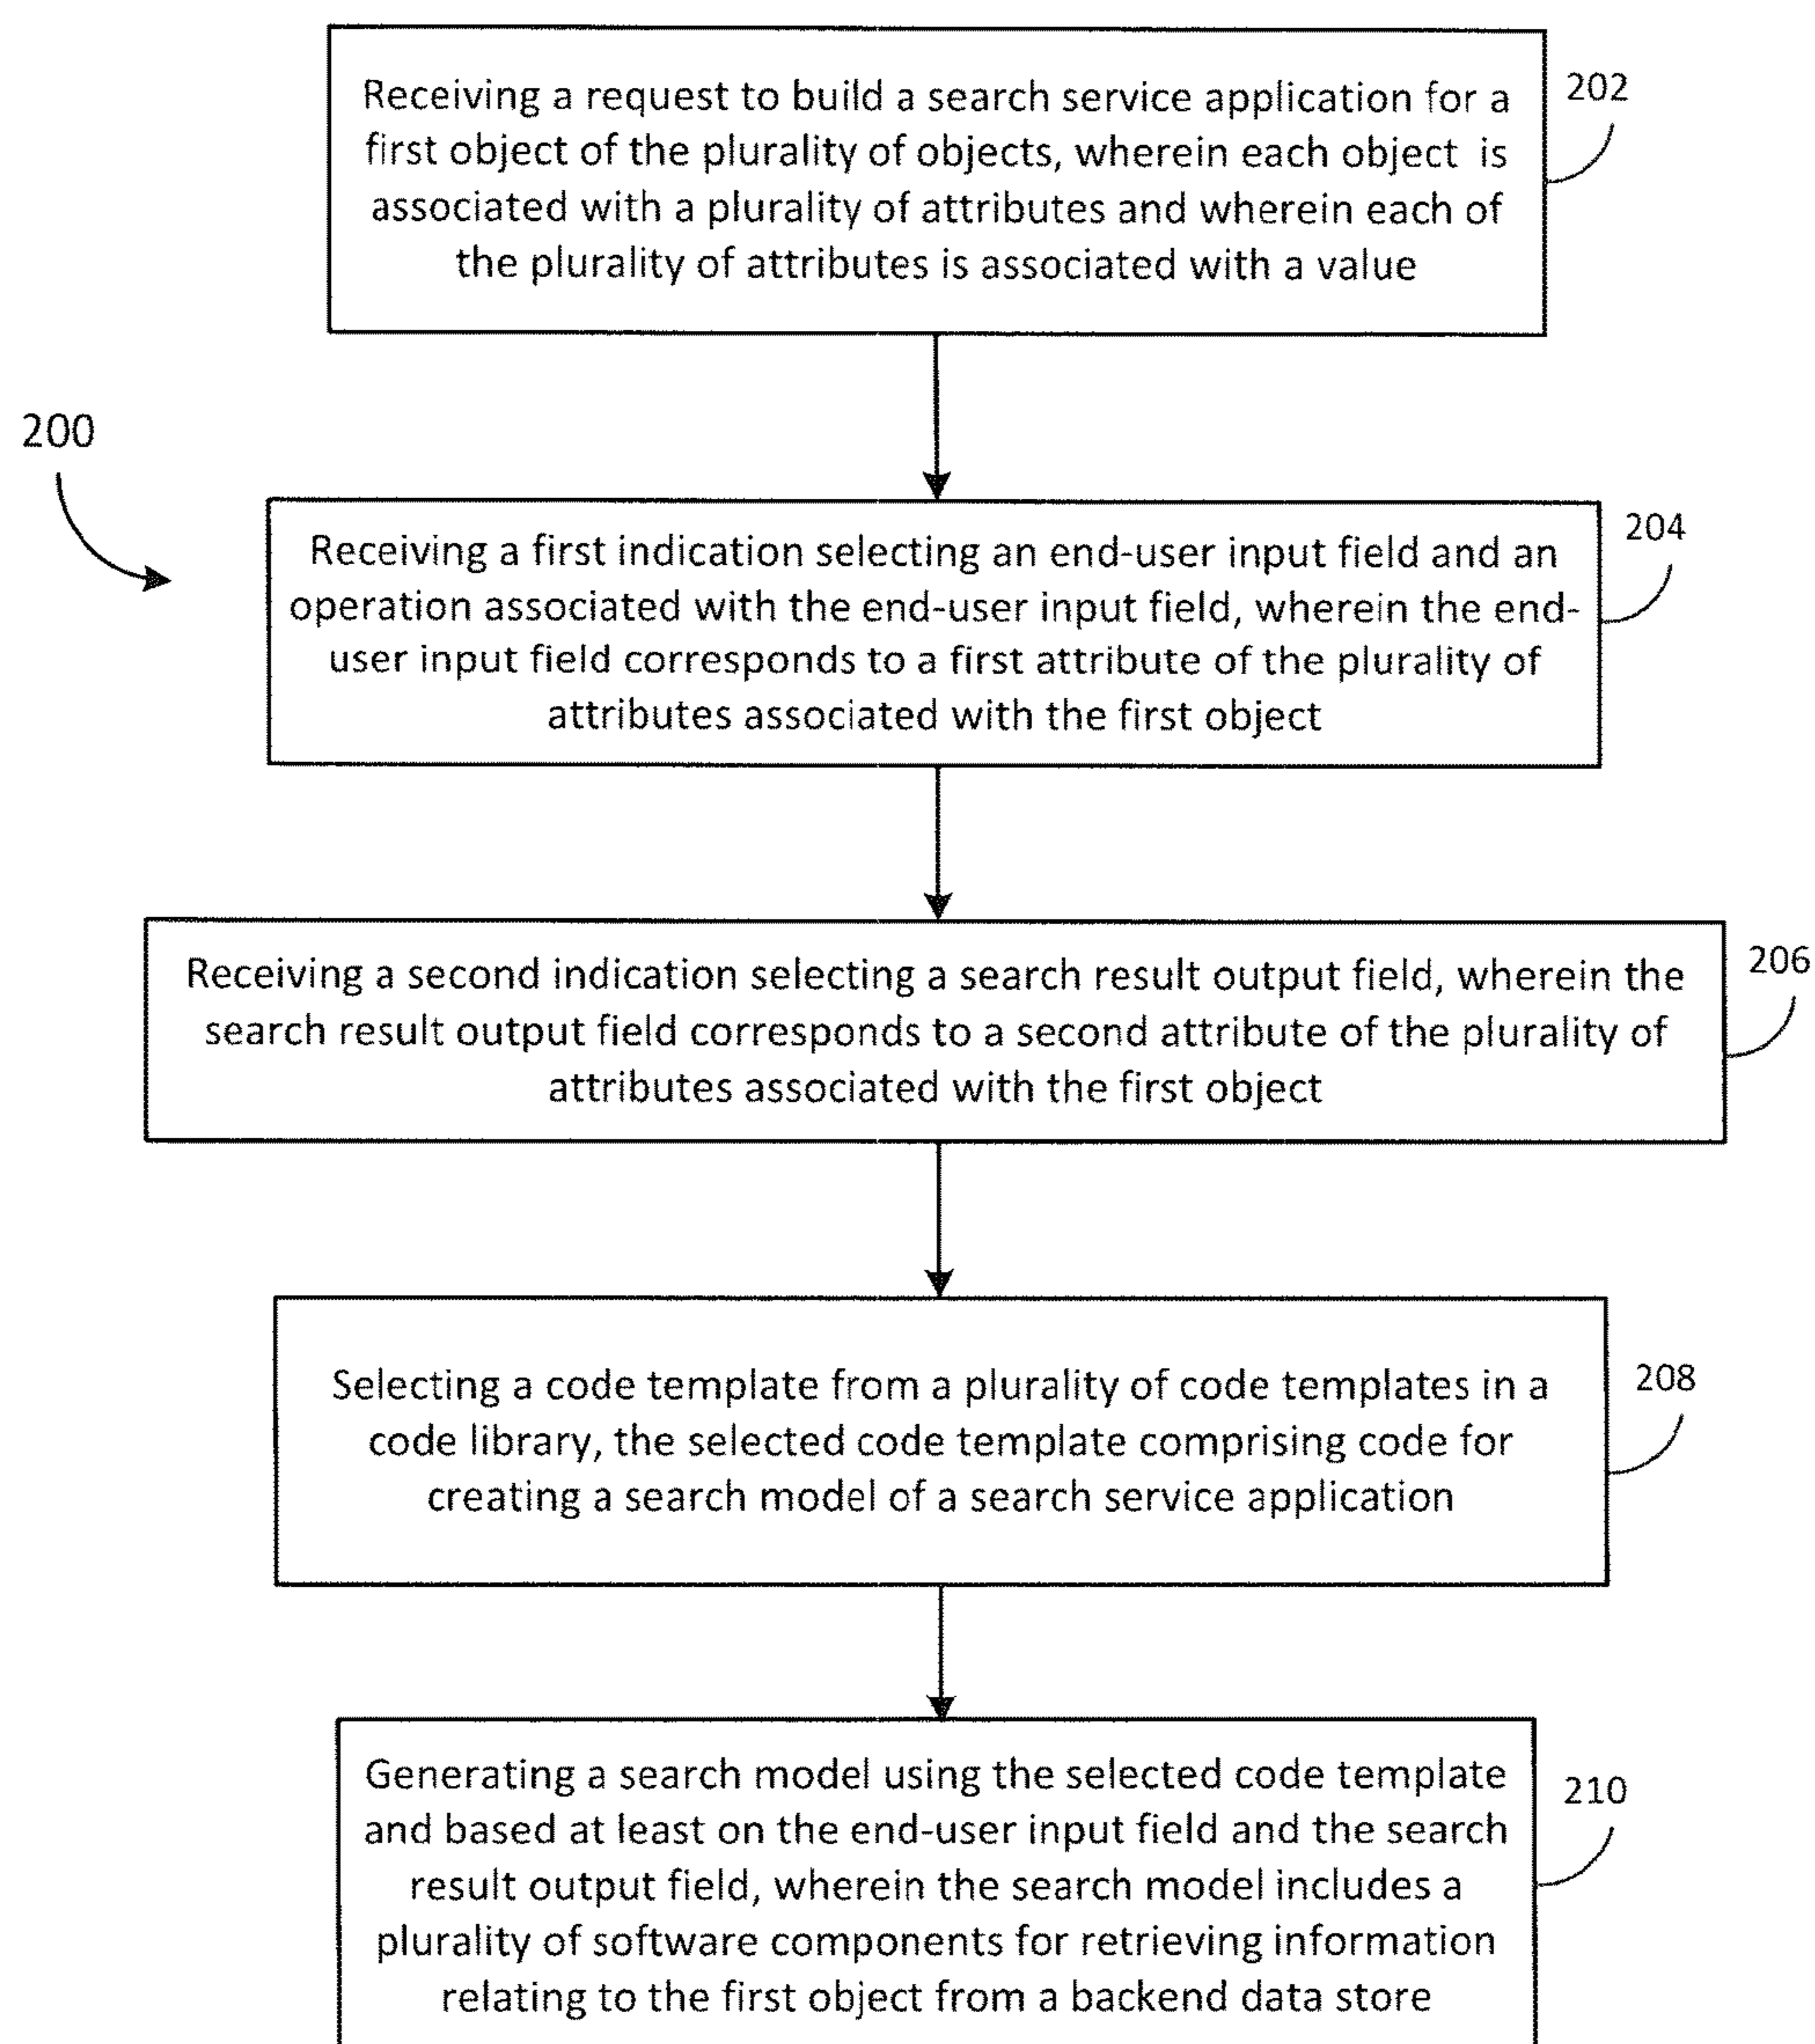 Receiving a request to build a search service application for a
first object of the plurality of objects, wherein each object is
associated with a plurality of attributes and wherein each of
the plurality of attributes is associated with a value
202
200
Receiving a first indication selecting an end-user input field and an
operation associated with the end-user input field, wherein the end-
user input field corresponds to a first attribute of the plurality of
attributes associated with the first object
204
Receiving a second indication selecting a search result output field, wherein the
search result output field corresponds to a second attribute of the plurality of
attributes associated with the first object
206
Selecting a code template from a plurality of code templates in a
code library, the selected code template comprising code for
creating a search model of a search service application
208
Generating a search model using the selected code template
and based at least on the end-user input field and the search
result output field, wherein the search model includes a
plurality of software components for retrieving information
relating to the first object from a backend data store
210